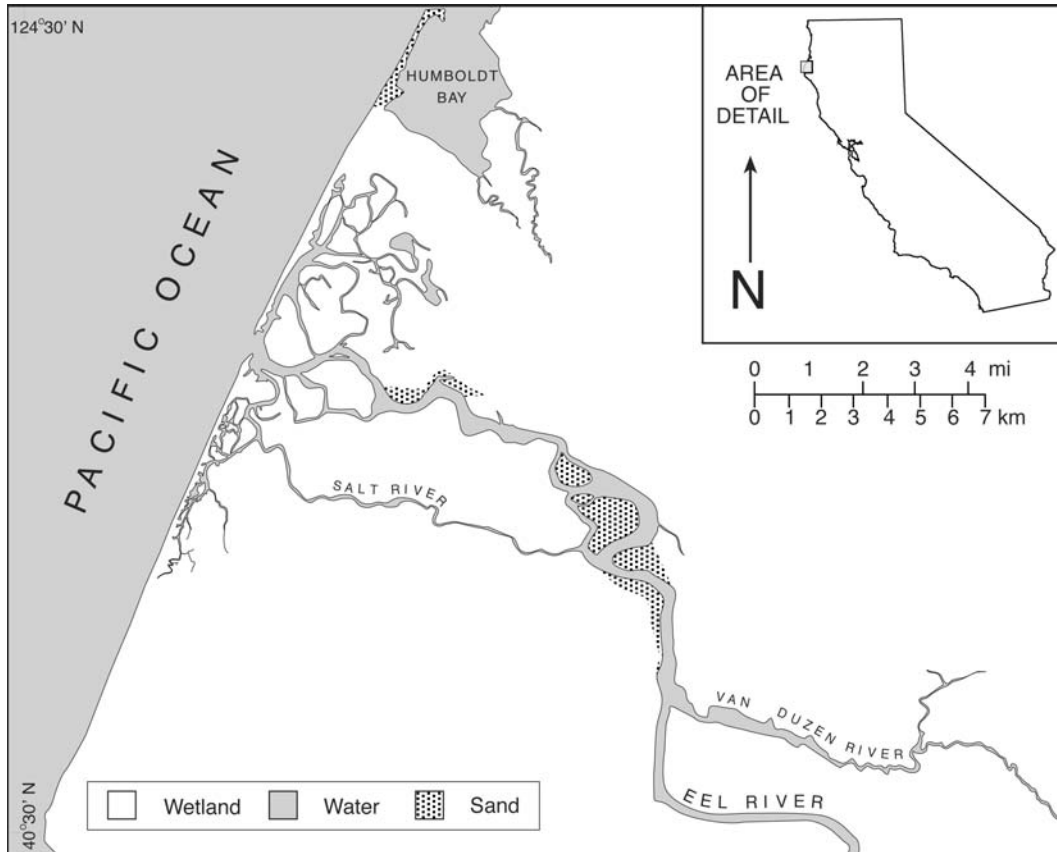 124°30' N
HUMBOLDT
BAY
AREA
OF
DETAIL
N
PACIFIC OCEAN
0 1 2 3 4 mi
0 1 2 3 4 5 6 7 km
SALT RIVER
VAN DUZEN RIVER
EEL RIVER
40°30' N
Wetland Water Sand